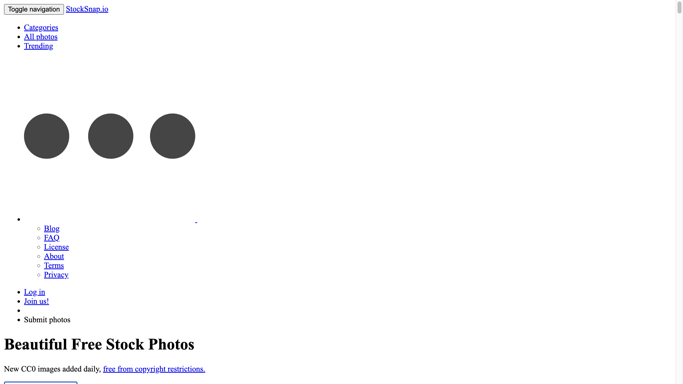 Toggle navigation StockSnap.io
Categories
All photos
Trending
Blog
FAQ
License
About
Terms
Privacy
Log in
Join us!
Submit photos
Beautiful Free Stock Photos
New CC0 images added daily, free from copyright restrictions.